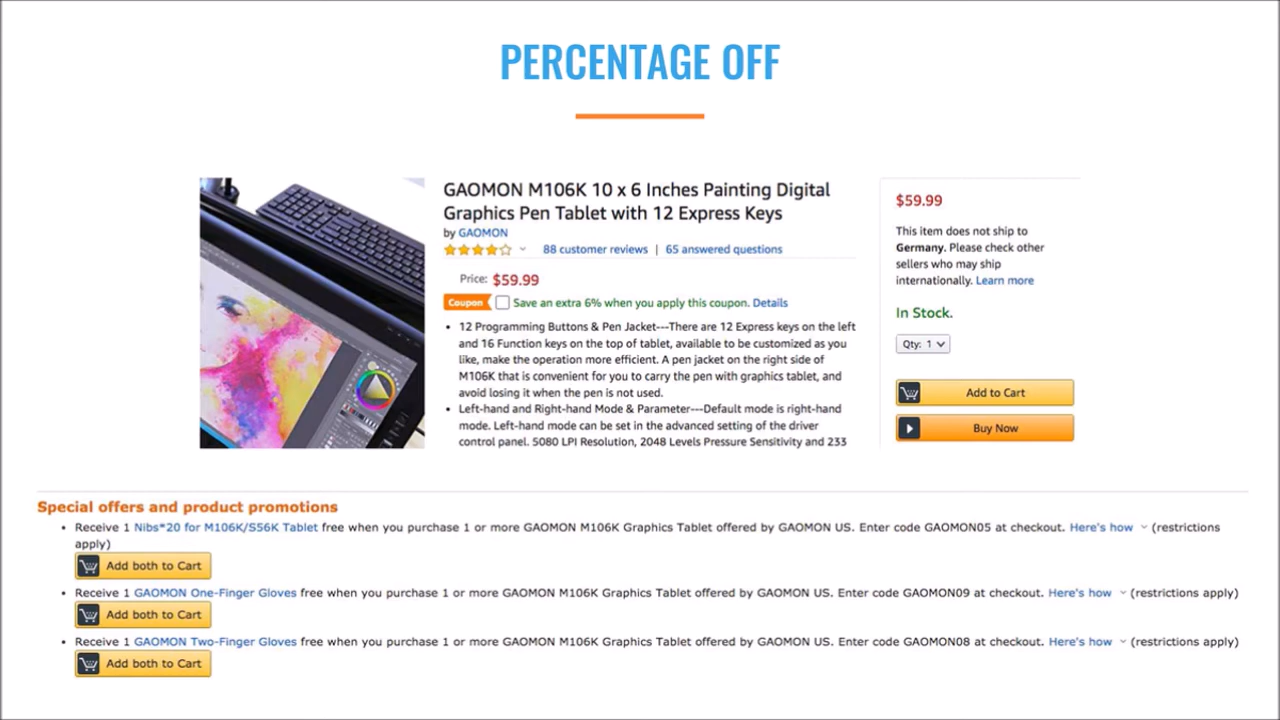 PERCENTAGE OFF
GAOMON M106K 10 x 6 Inches Painting Digital
Graphics Pen Tablet with 12 Express Keys
by GAOMON
88 customer reviews | 65 answered questions
Price: $59.99
Coupon Save an extra 6% when you apply this coupon. Details
• 12 Programming Buttons & Pen Jacket---There are 12 Express keys on the left
and 16 Function keys on the top of tablet, available to be customized as you
like, make the operation more efficient. A pen jacket on the right side of
M106K that is convenient for you to carry the pen with graphics tablet, and
avoid losing it when the pen is not used.
• Left-hand and Right-hand Mode & Parameter---Default mode is right-hand
mode. Left-hand mode can be set in the advanced setting of the driver
control panel. 5080 LPI Resolution, 2048 Levels Pressure Sensitivity and 233
$59.99
This item does not ship to
Germany. Please check other
sellers who may ship
internationally. Learn more
In Stock.
Qty: 1
Add to Cart
Buy Now
Special offers and product promotions
• Receive 1 Nibs*20 for M106K/S56K Tablet free when you purchase 1 or more GAOMON M106K Graphics Tablet offered by GAOMON US. Enter code GAOMON05 at checkout. Here's how (restrictions
apply)
Add both to Cart
• Receive 1 GAOMON One-Finger Gloves free when you purchase 1 or more GAOMON M106K Graphics Tablet offered by GAOMON US. Enter code GAOMON09 at checkout. Here's how (restrictions apply)
Add both to Cart
• Receive 1 GAOMON Two-Finger Gloves free when you purchase 1 or more GAOMON M106K Graphics Tablet offered by GAOMON US. Enter code GAOMON08 at checkout. Here's how (restrictions apply)
Add both to Cart